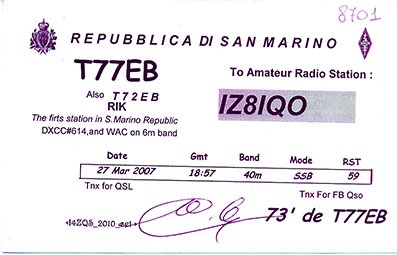 8701
REPUBBLICA DI SAN MARINO
T77EB
To Amateur Radio Station :
Also T72EB
RIK
IZ8IQO
The firts station in S.Marino Republic
DXCC#614,and WAC on 6m band
Date Gmt Band Mode RST
27 Mar 2007 18:57 40m SSB 59
Tnx for QSL Tnx For FB Qso
73' de T77EB